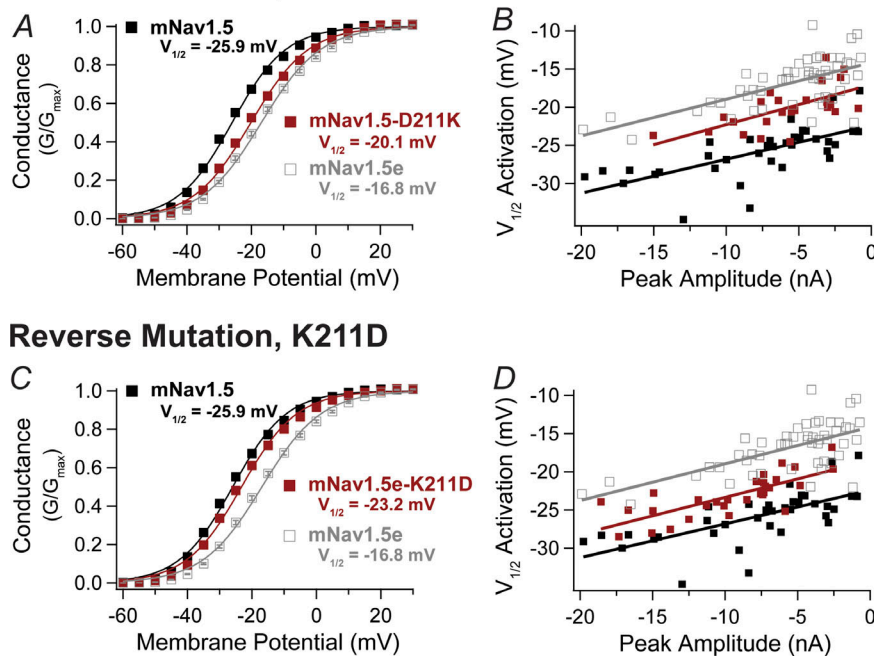 A
mNav1.5
V1/2 = -25.9 mV
mNav1.5-D211K
V1/2 = -20.1 mV
mNav1.5e
V1/2 = -16.8 mV
Conductance
(G/Gmax)
1.0
0.8
0.6
0.4
0.2
0.0
-60
-40
-20
0
20
Membrane Potential (mV)
B
V1/2 Activation (mV)
-10
-15
-20
-25
-30
-20
-15
-10
-5
0
Peak Amplitude (nA)
Reverse Mutation, K211D
C
mNav1.5
V1/2 = -25.9 mV
mNav1.5e-K211D
V1/2 = -23.2 mV
mNav1.5e
V1/2 = -16.8 mV
Conductance
(G/Gmax)
1.0
0.8
0.6
0.4
0.2
0.0
-60
-40
-20
0
20
Membrane Potential (mV)
D
V1/2 Activation (mV)
-10
-15
-20
-25
-30
-20
-15
-10
-5
0
Peak Amplitude (nA)